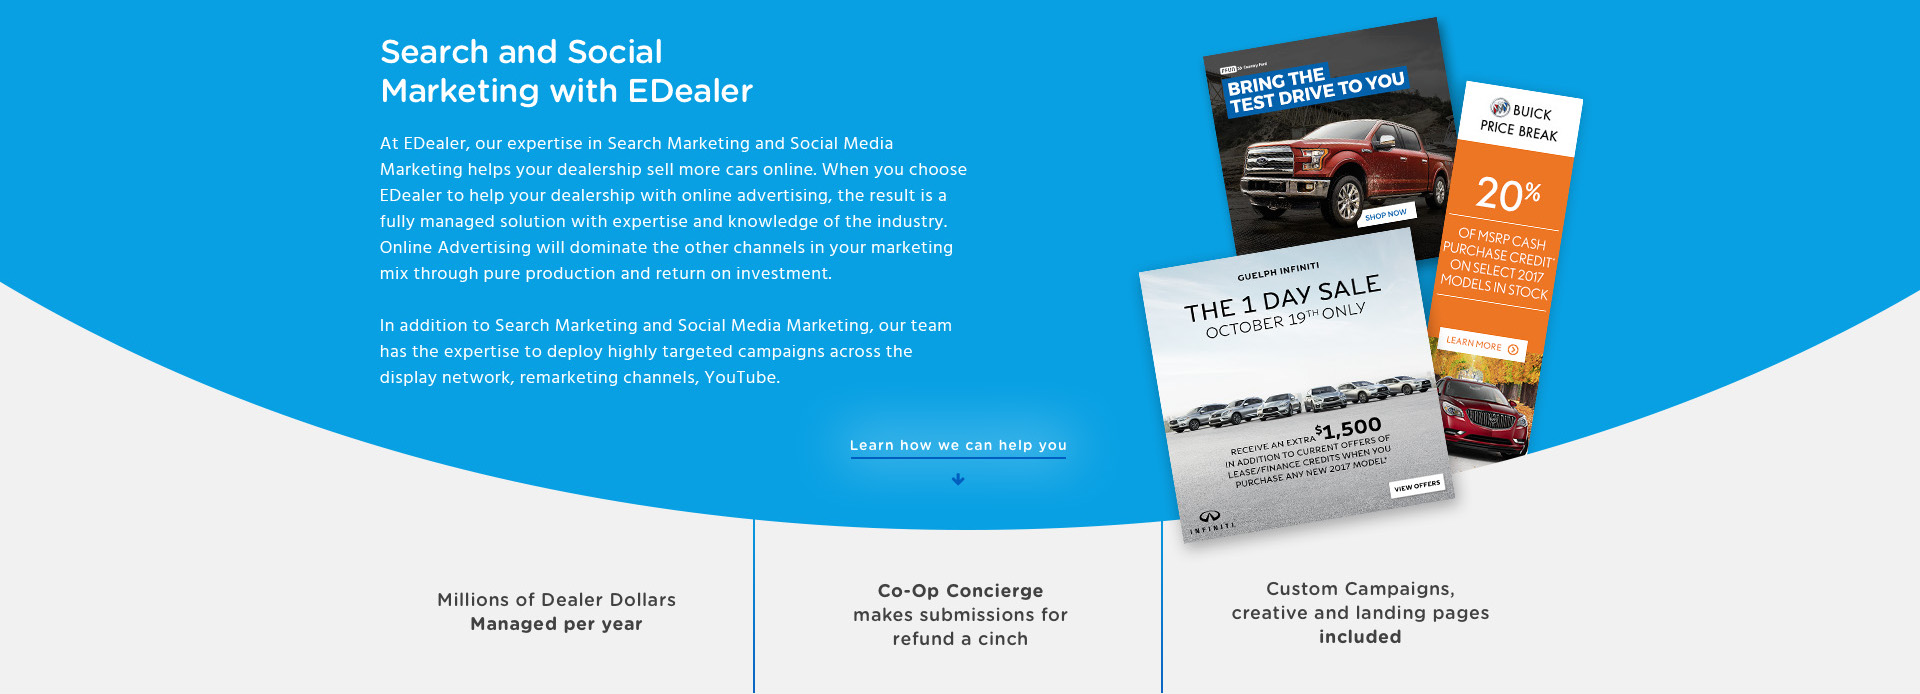 Search and Social
Marketing with EDealer
At EDealer, our expertise in Search Marketing and Social Media
Marketing helps your dealership sell more cars online. When you choose
EDealer to help your dealership with online advertising, the result is a
fully managed solution with expertise and knowledge of the industry.
Online Advertising will dominate the other channels in your marketing
mix through pure production and return on investment.
In addition to Search Marketing and Social Media Marketing, our team
has the expertise to deploy highly targeted campaigns across the
display network, remarketing channels, YouTube.
Learn how we can help you
BRING THE
TEST DRIVE TO YOU
SHOP NOW
BUICK
PRICE BREAK
20%
OF MSRP CASH
PURCHASE CREDIT*
ON SELECT 2017
MODELS IN STOCK
LEARN MORE
GUELPH INFINITI
THE 1 DAY SALE
OCTOBER 19TH ONLY
RECEIVE AN EXTRA $1,500
IN ADDITION TO CURRENT OFFERS OF
LEASE/FINANCE CREDITS WHEN YOU
PURCHASE ANY NEW 2017 MODEL*
VIEW OFFERS
INFINITI
Millions of Dealer Dollars
Managed per year
Co-Op Concierge
makes submissions for
refund a cinch
Custom Campaigns,
creative and landing pages
included